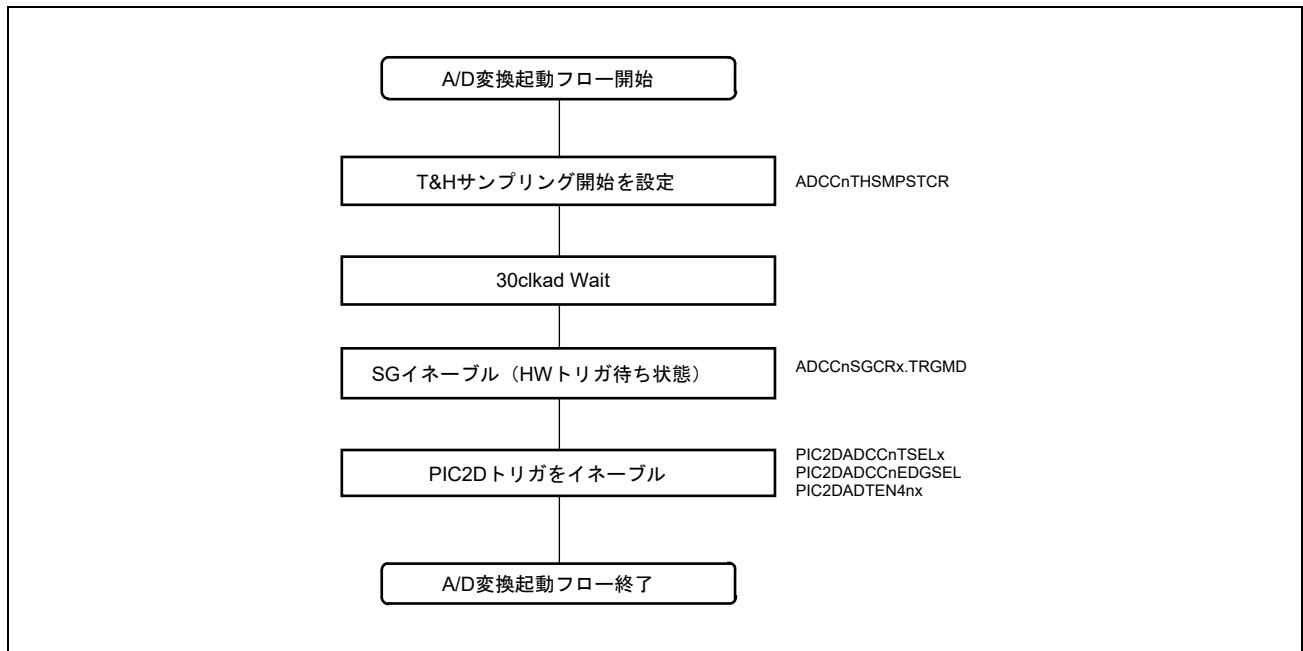 A/D変換起動フロー開始
T&Hサンプリング開始を設定
ADCCnTHSMPSTCR
30clkad Wait
SGイネーブル（HWトリガ待ち状態）
ADCCnSGCRx.TRGMD
PIC2Dトリガをイネーブル
PIC2DADCCnTSELx
PIC2DADCCnEDGSEL
PIC2DADTEN4nx
A/D変換起動フロー終了